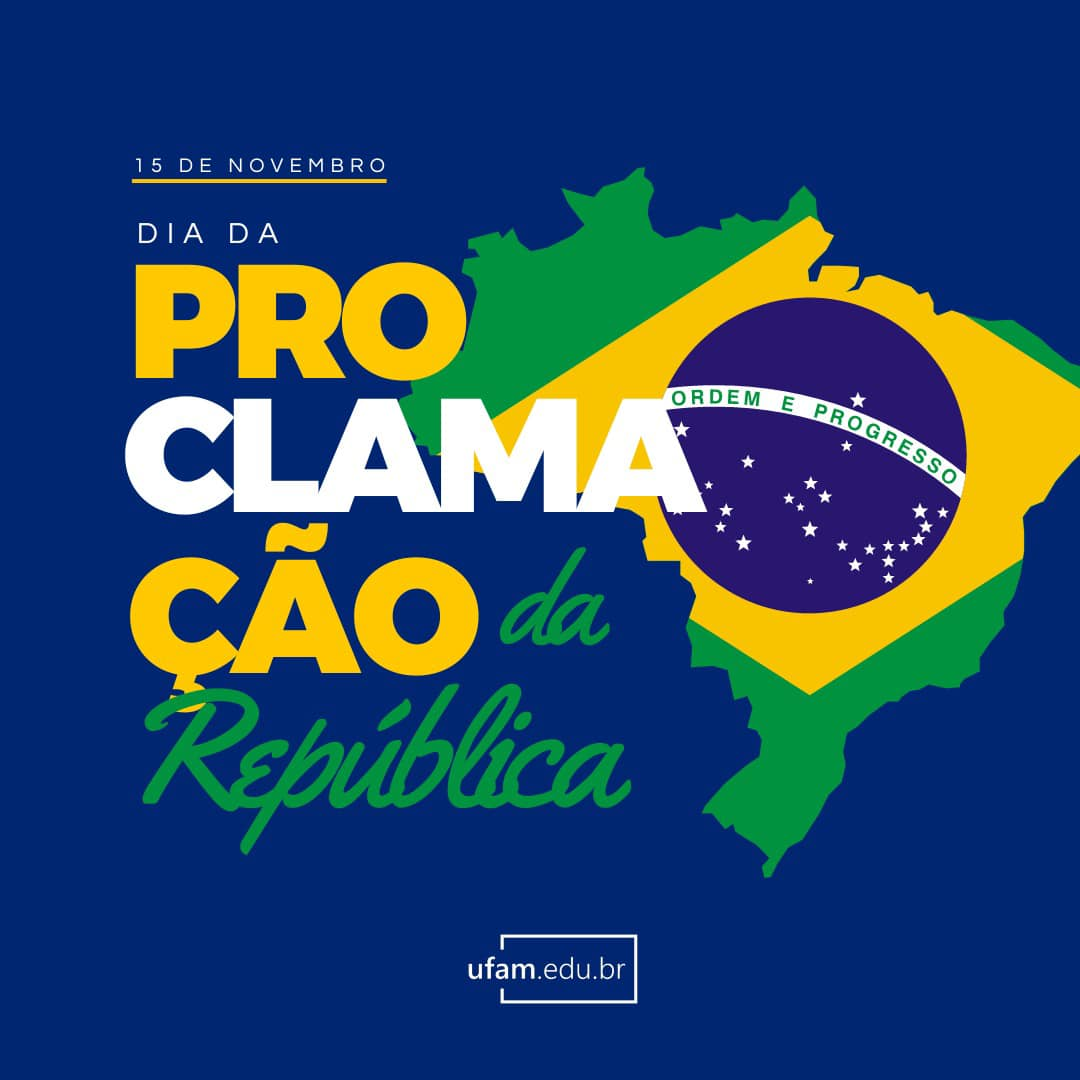 15 DE NOVEMBRO
DIA DA
PRO
CLAMA
ÇÃO da
República
ORDEM E PROGRESSO
ufam.edu.br